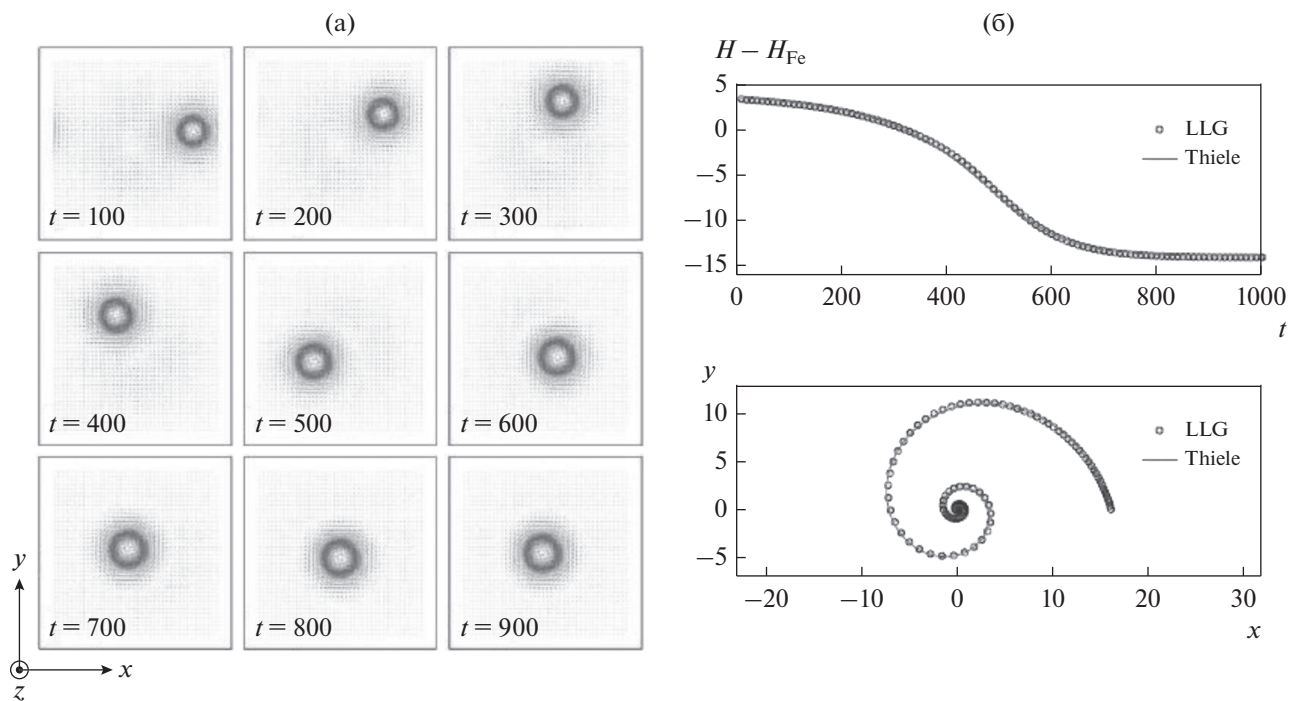 (а)
t = 100
t = 200
t = 300
t = 400
t = 500
t = 600
t = 700
t = 800
t = 900
y
x
z
(б)
H – H_Fe
5
0
−5
−10
−15
LLG
Thiele
0 200 400 600 800 1000
t
y
10
5
0
−5
LLG
Thiele
−20 −10 0 10 20 30
x